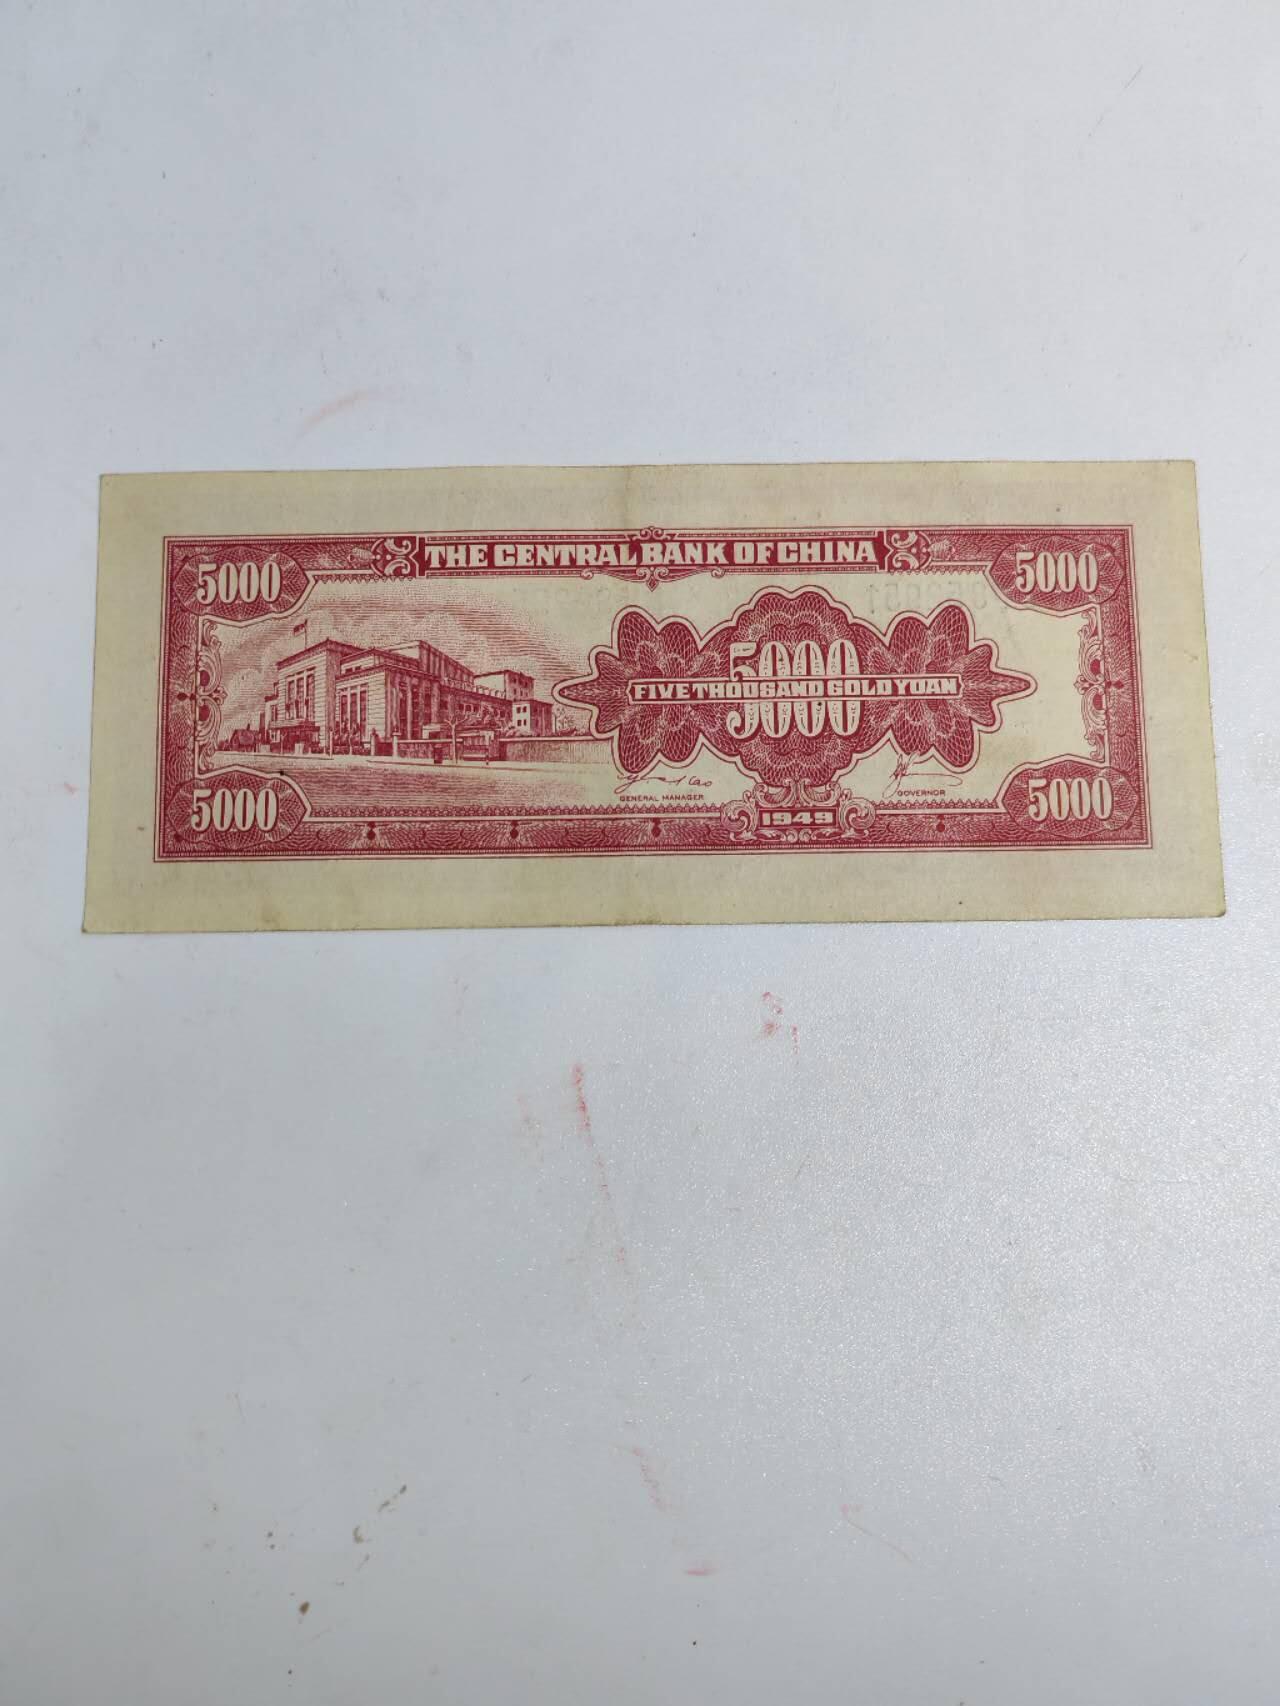 THE CENTRAL BANK OF CHINA
5000
5000
5000
FIVE THOUSAND GOLD YUAN
GENERAL MANAGER
GOVERNOR
5000
1949
5000